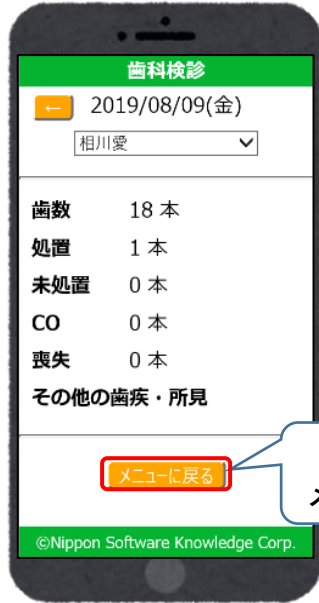 歯科検診
← 2019/08/09(金)
相川愛
歯数 18 本
処置 1 本
未処置 0 本
CO 0 本
喪失 0 本
その他の歯疾・所見
メニューに戻る
©Nippon Software Knowledge Corp.